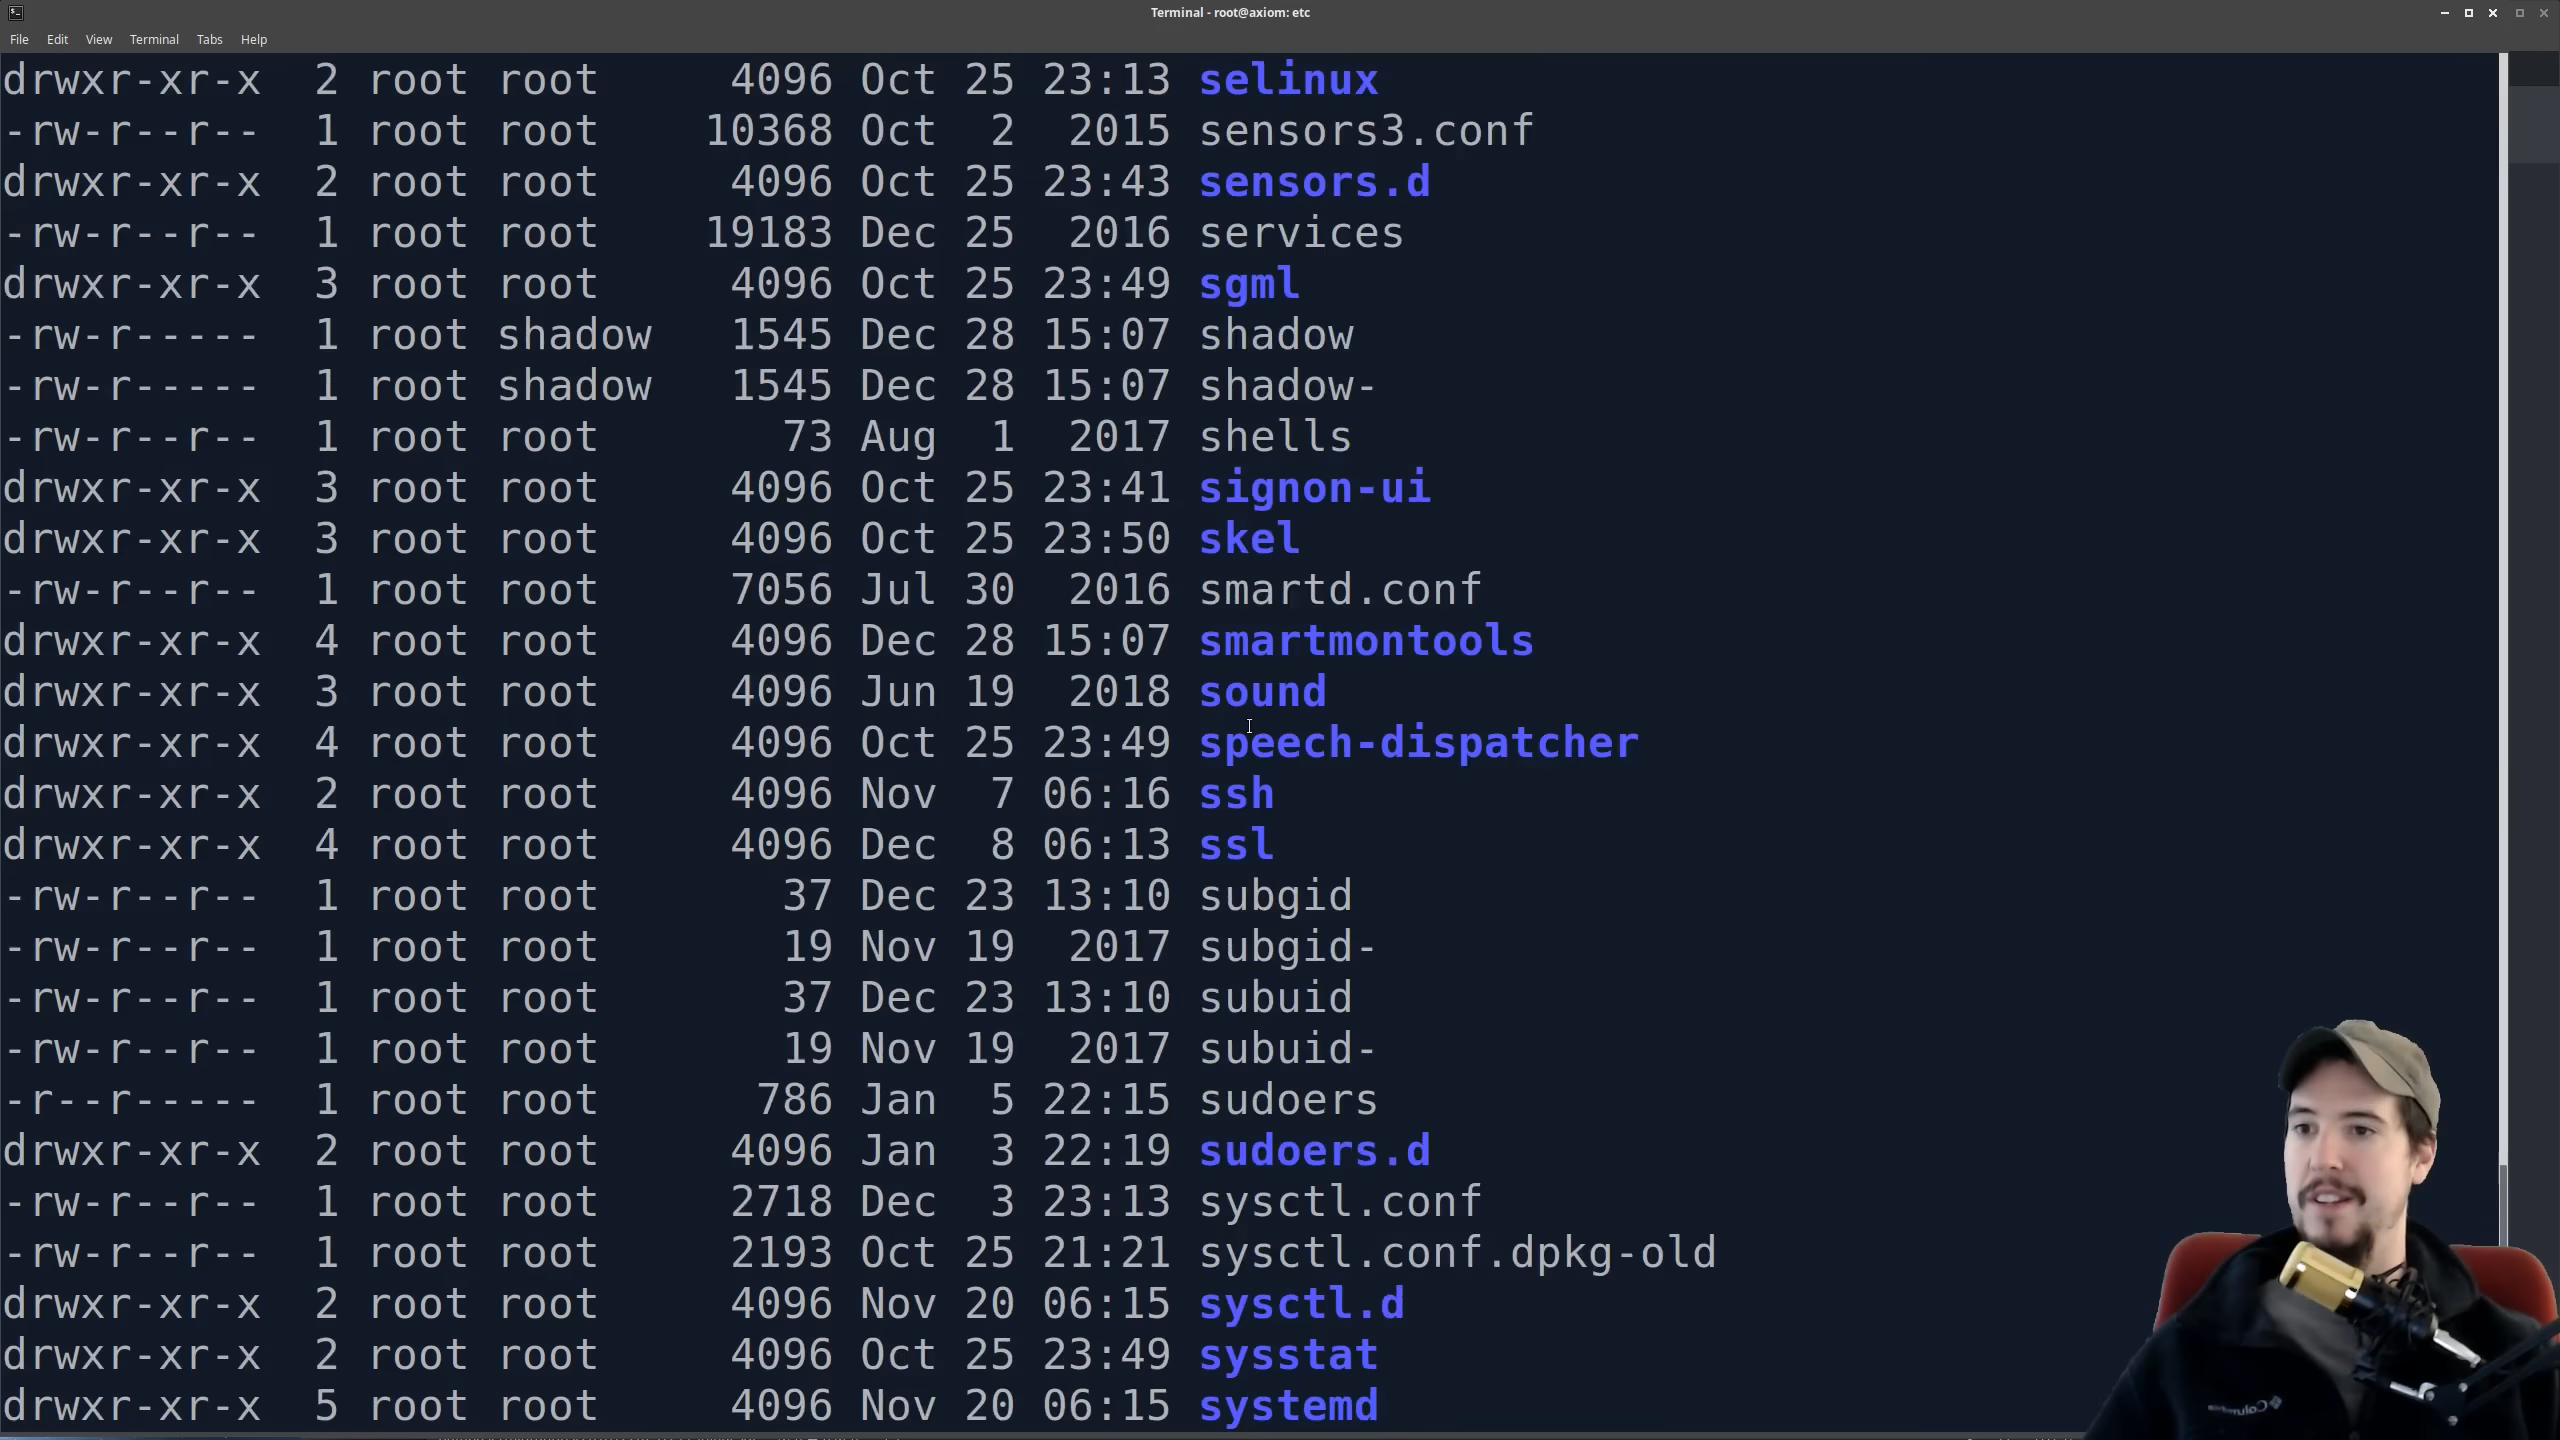 Terminal - root@axiom: etc
File Edit View Terminal Tabs Help
drwxr-xr-x 2 root root 4096 Oct 25 23:13 selinux
-rw-r--r-- 1 root root 10368 Oct 2 2015 sensors3.conf
drwxr-xr-x 2 root root 4096 Oct 25 23:43 sensors.d
-rw-r--r-- 1 root root 19183 Dec 25 2016 services
drwxr-xr-x 3 root root 4096 Oct 25 23:49 sgml
-rw-r----- 1 root shadow 1545 Dec 28 15:07 shadow
-rw-r----- 1 root shadow 1545 Dec 28 15:07 shadow-
-rw-r--r-- 1 root root 73 Aug 1 2017 shells
drwxr-xr-x 3 root root 4096 Oct 25 23:41 signon-ui
drwxr-xr-x 3 root root 4096 Oct 25 23:50 skel
-rw-r--r-- 1 root root 7056 Jul 30 2016 smartd.conf
drwxr-xr-x 4 root root 4096 Dec 28 15:07 smartmontools
drwxr-xr-x 3 root root 4096 Jun 19 2018 sound
drwxr-xr-x 4 root root 4096 Oct 25 23:49 speech-dispatcher
drwxr-xr-x 2 root root 4096 Nov 7 06:16 ssh
drwxr-xr-x 4 root root 4096 Dec 8 06:13 ssl
-rw-r--r-- 1 root root 37 Dec 23 13:10 subgid
-rw-r--r-- 1 root root 19 Nov 19 2017 subgid-
-rw-r--r-- 1 root root 37 Dec 23 13:10 subuid
-rw-r--r-- 1 root root 19 Nov 19 2017 subuid-
-r--r----- 1 root root 786 Jan 5 22:15 sudoers
drwxr-xr-x 2 root root 4096 Jan 3 22:19 sudoers.d
-rw-r--r-- 1 root root 2718 Dec 3 23:13 sysctl.conf
-rw-r--r-- 1 root root 2193 Oct 25 21:21 sysctl.conf.dpkg-old
drwxr-xr-x 2 root root 4096 Nov 20 06:15 sysctl.d
drwxr-xr-x 2 root root 4096 Oct 25 23:49 sysstat
drwxr-xr-x 5 root root 4096 Nov 20 06:15 systemd
Columbia